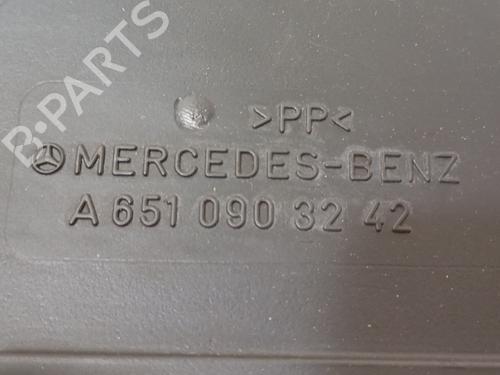 B-PARTS
>PP<
MERCEDES-BENZ
A 651 090 32 42